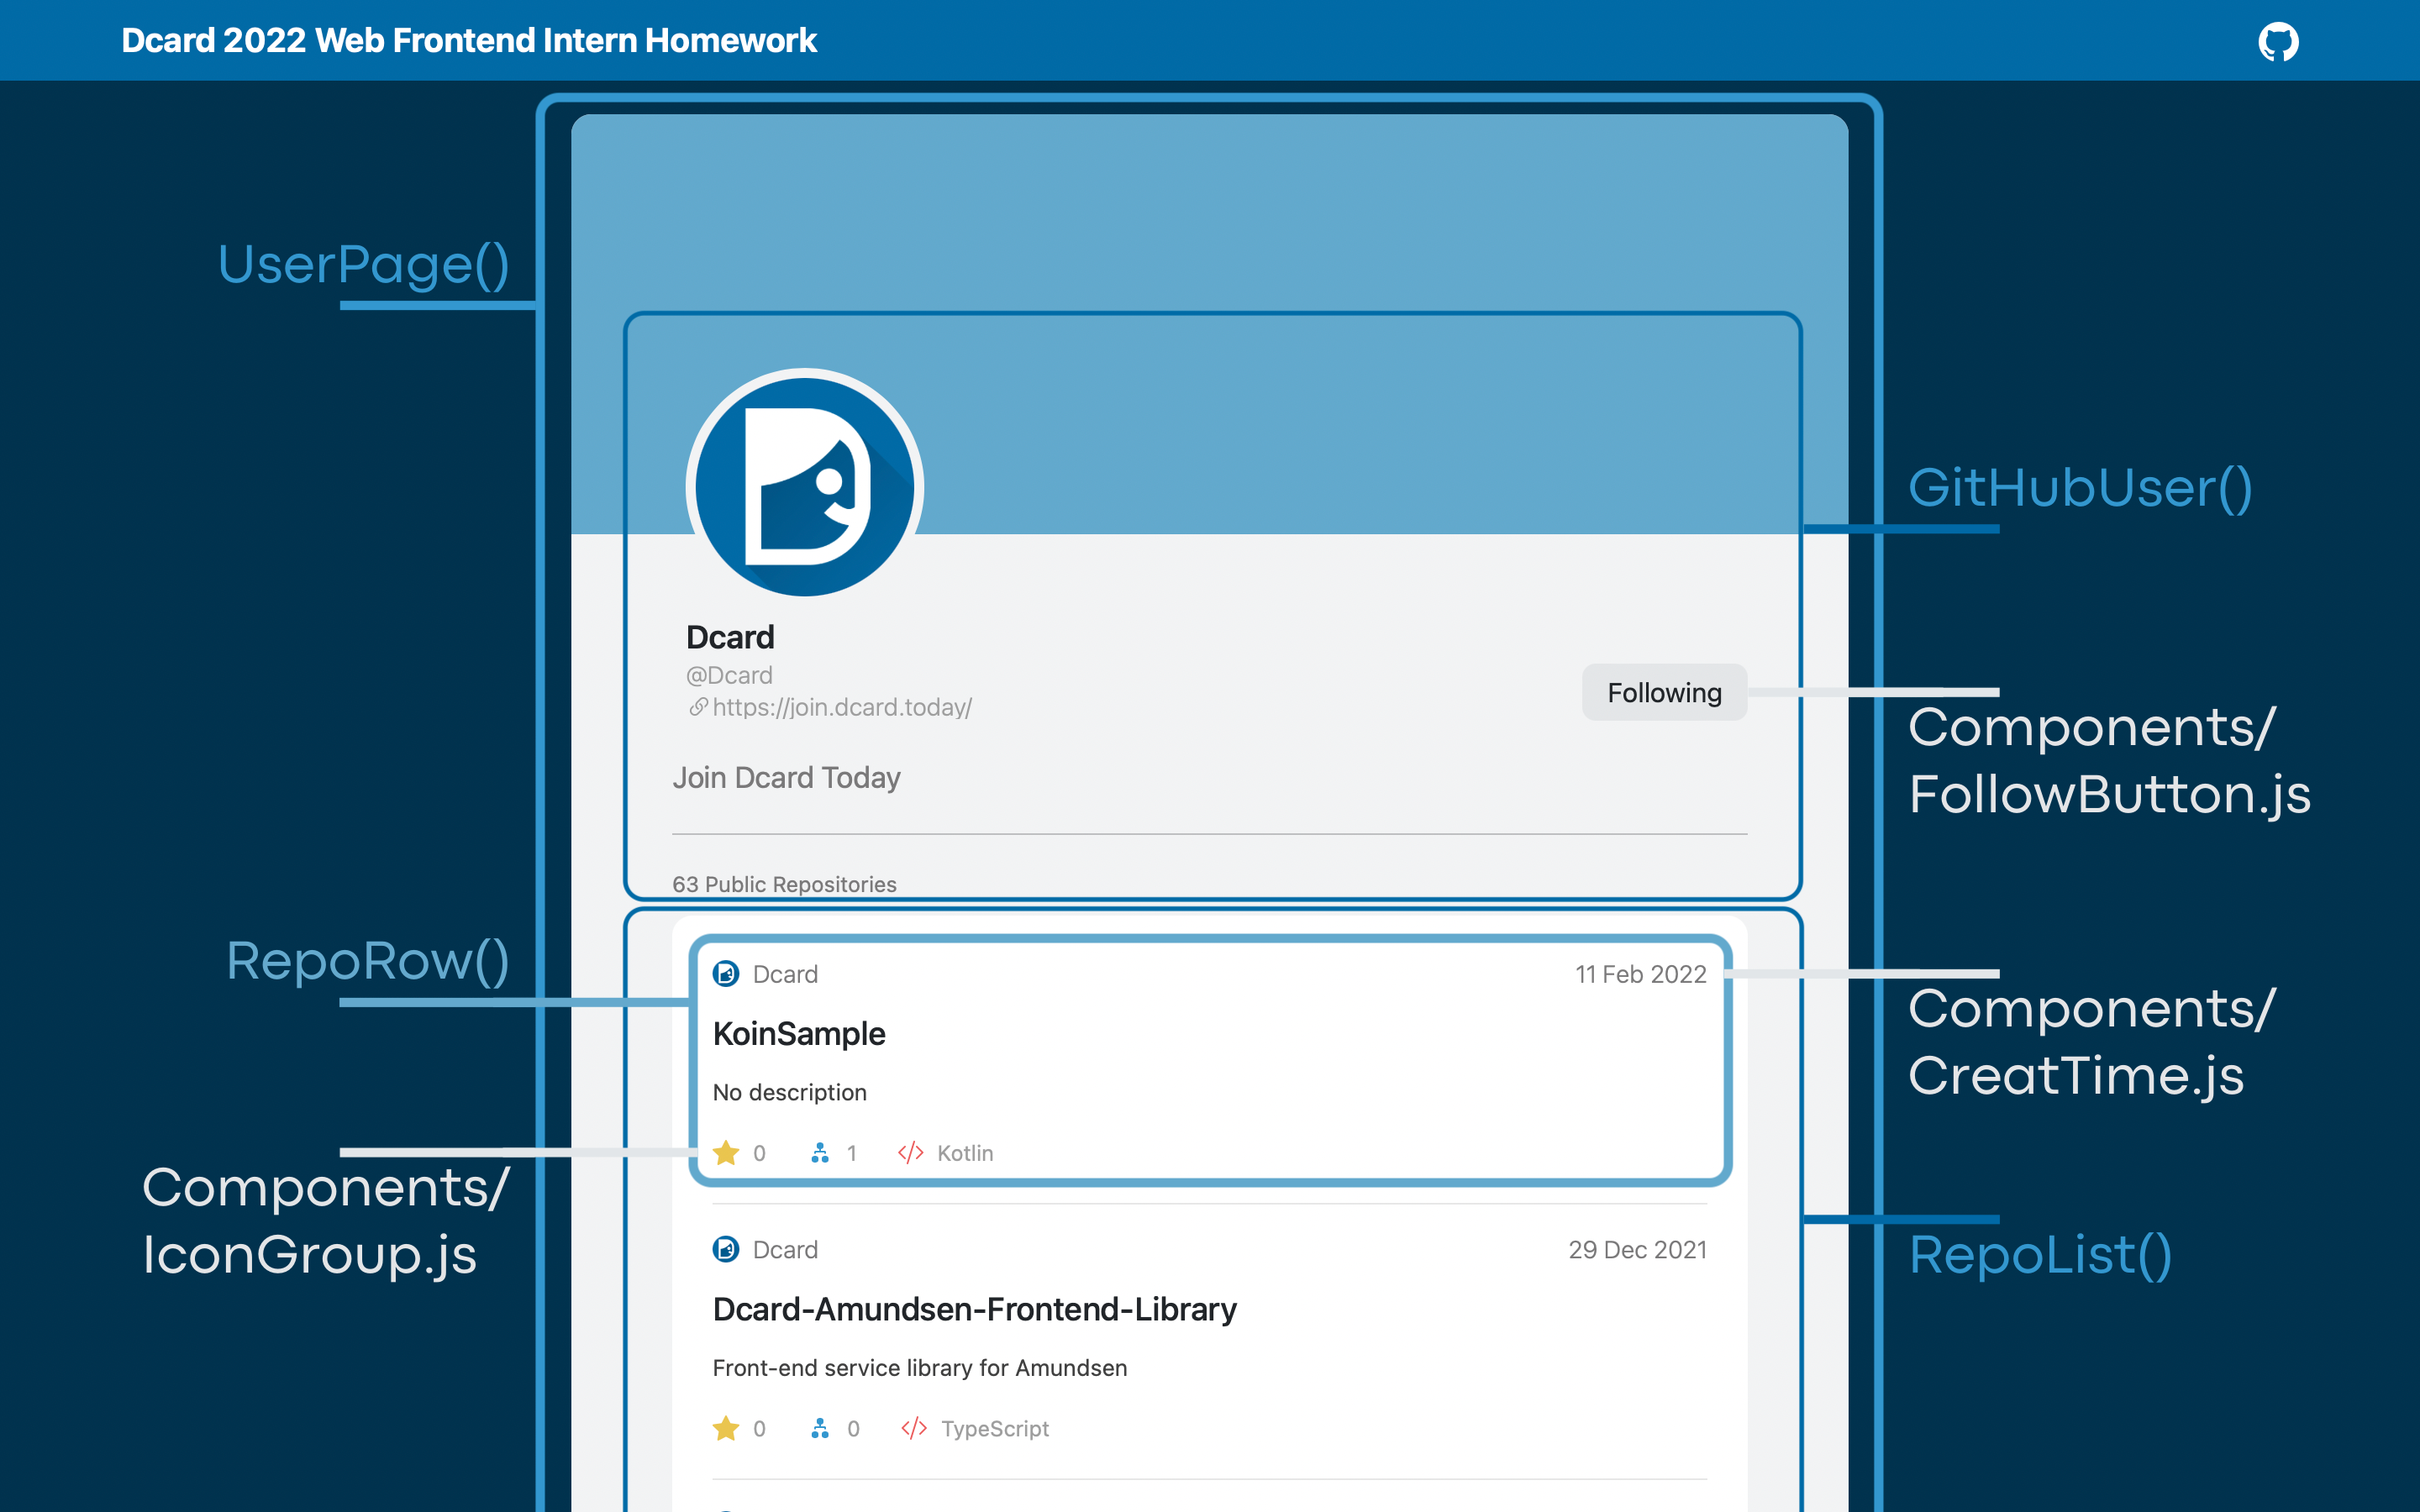 Dcard 2022 Web Frontend Intern Homework
UserPage()
GitHubUser()
Dcard
@Dcard
https://join.dcard.today/
Following
Components/
FollowButton.js
Join Dcard Today
63 Public Repositories
RepoRow()
Dcard
11 Feb 2022
Components/
CreatTime.js
KoinSample
No description
0
1
</> Kotlin
Components/
IconGroup.js
Dcard
29 Dec 2021
RepoList()
Dcard-Amundsen-Frontend-Library
Front-end service library for Amundsen
0
0
</> TypeScript